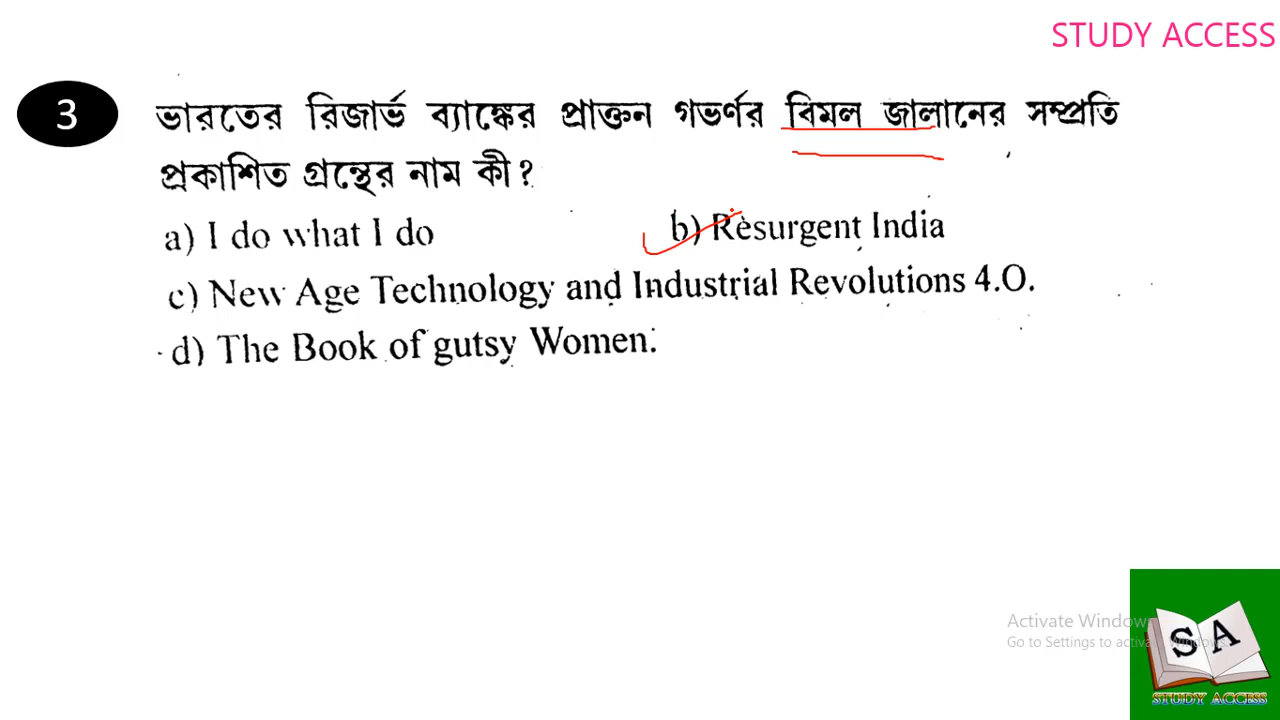 STUDY ACCESS
3 ভারতের রিজার্ভ ব্যাঙ্কের প্রাক্তন গভর্ণর বিমল জালানের সম্প্রতি
প্রকাশিত গ্রন্থের নাম কী?
a) I do what I do b) Resurgent India
c) New Age Technology and Industrial Revolutions 4.O.
d) The Book of gutsy Women.
Activate Windows
Go to Settings to activate Windows.
SA
STUDY ACCESS